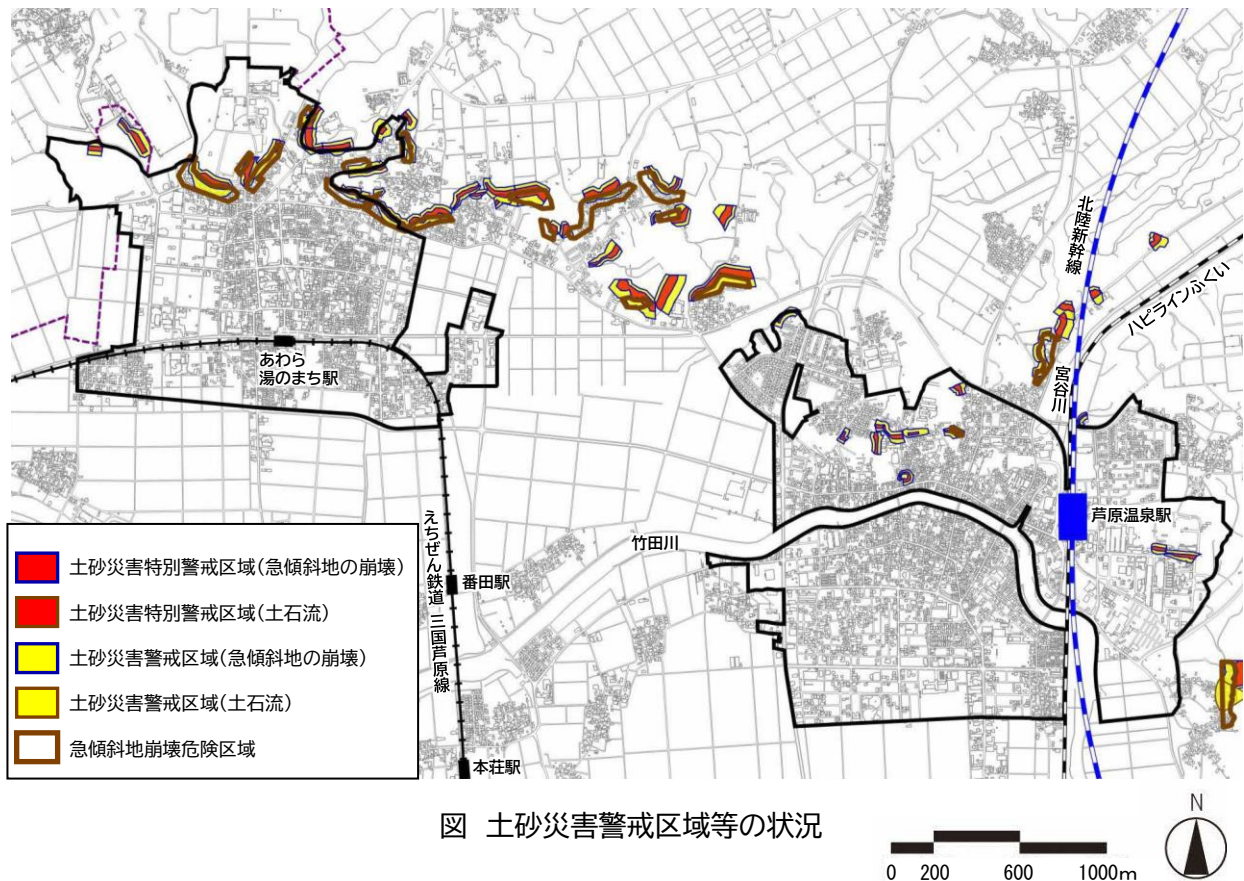 北陸新幹線
ハピラインふくい
あわら
湯のまち駅
宮谷川
芦原温泉駅
竹田川
えちぜん鉄道 三国芦原線
番田駅
本荘駅
土砂災害特別警戒区域(急傾斜地の崩壊)
土砂災害特別警戒区域(土石流)
土砂災害警戒区域(急傾斜地の崩壊)
土砂災害警戒区域(土石流)
急傾斜地崩壊危険区域
図 土砂災害警戒区域等の状況
N
0 200 600 1000m